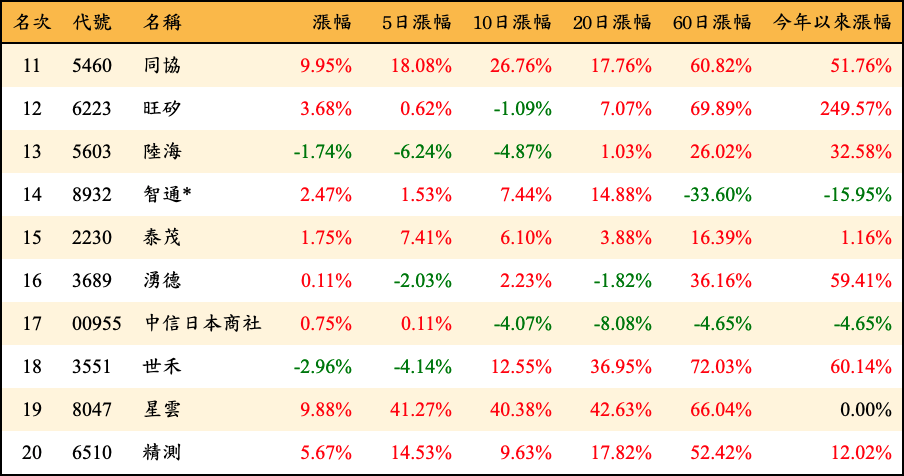 名次 代號 名稱 漲幅 5日漲幅 10日漲幅 20日漲幅 60日漲幅 今年以來漲幅
11 5460 同協 9.95% 18.08% 26.76% 17.76% 60.82% 51.76%
12 6223 旺矽 3.68% 0.62% -1.09% 7.07% 69.89% 249.57%
13 5603 陸海 -1.74% -6.24% -4.87% 1.03% 26.02% 32.58%
14 8932 智通* 2.47% 1.53% 7.44% 14.88% -33.60% -15.95%
15 2230 泰茂 1.75% 7.41% 6.10% 3.88% 16.39% 1.16%
16 3689 湧德 0.11% -2.03% 2.23% -1.82% 36.16% 59.41%
17 00955 中信日本商社 0.75% 0.11% -4.07% -8.08% -4.65% -4.65%
18 3551 世禾 -2.96% -4.14% 12.55% 36.95% 72.03% 60.14%
19 8047 星雲 9.88% 41.27% 40.38% 42.63% 66.04% 0.00%
20 6510 精測 5.67% 14.53% 9.63% 17.82% 52.42% 12.02%